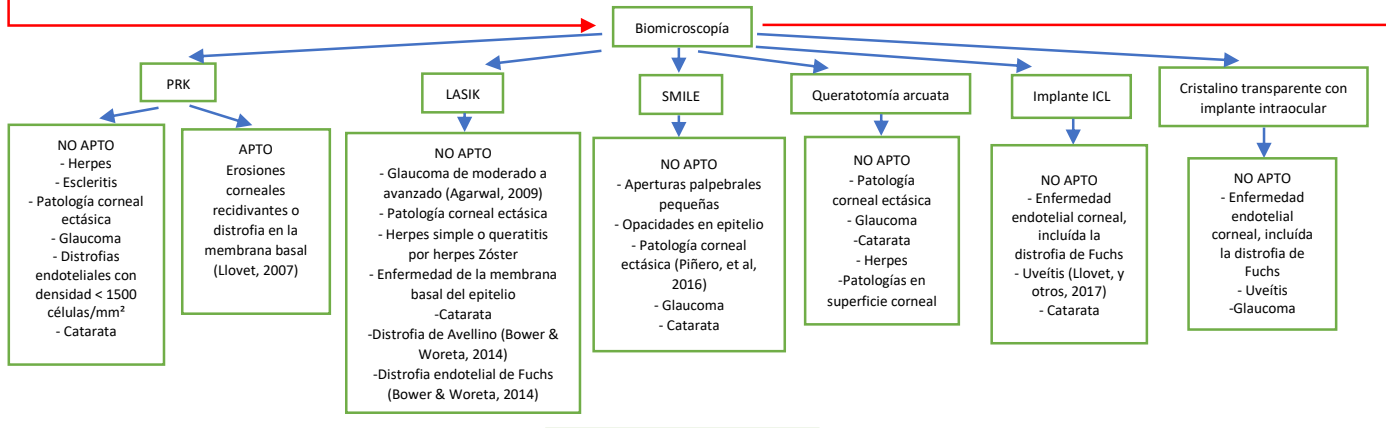 Biomicroscopía
PRK
LASIK
SMILE
Queratotomía arcuata
Implante ICL
Cristalino transparente con
implante intraocular
NO APTO
- Herpes
- Escleritis
- Patología corneal
ectásica
- Glaucoma
- Distrofias
endoteliales con
densidad < 1500
células/mm²
- Catarata
APTO
Erosiones
corneales
recidivantes o
distrofia en la
membrana basal
(Llovet, 2007)
NO APTO
- Glaucoma de moderado a
avanzado (Agarwal, 2009)
- Patología corneal ectásica
- Herpes simple o queratitis
por herpes Zóster
- Enfermedad de la membrana
basal del epitelio
-Catarata
-Distrofia de Avellino (Bower &
Woreta, 2014)
-Distrofia endotelial de Fuchs
(Bower & Woreta, 2014)
NO APTO
- Aperturas palpebrales
pequeñas
- Opacidades en epitelio
- Patología corneal
ectásica (Piñero, et al,
2016)
- Glaucoma
- Catarata
NO APTO
- Patología
corneal ectásica
- Glaucoma
-Catarata
- Herpes
-Patologías en
superficie corneal
NO APTO
- Enfermedad
endotelial corneal,
incluída la
distrofia de Fuchs
- Uveítis (Llovet, y
otros, 2017)
- Catarata
NO APTO
- Enfermedad
endotelial
corneal, incluída
la distrofia de
Fuchs
- Uveítis
-Glaucoma